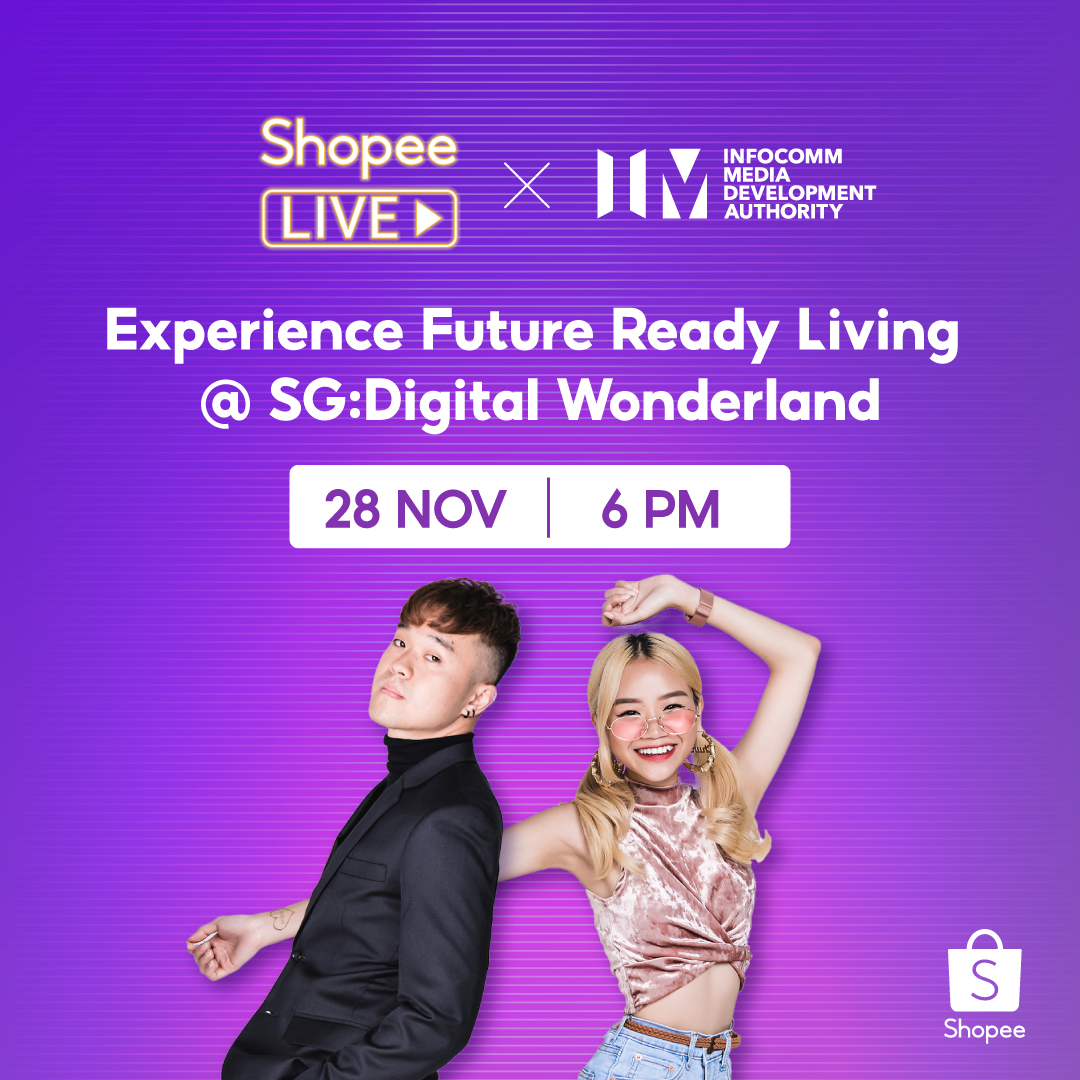 Shopee
LIVE
INFOCOMM
MEDIA
DEVELOPMENT
AUTHORITY
Experience Future Ready Living
@ SG:Digital Wonderland
28 NOV | 6 PM
S
Shopee